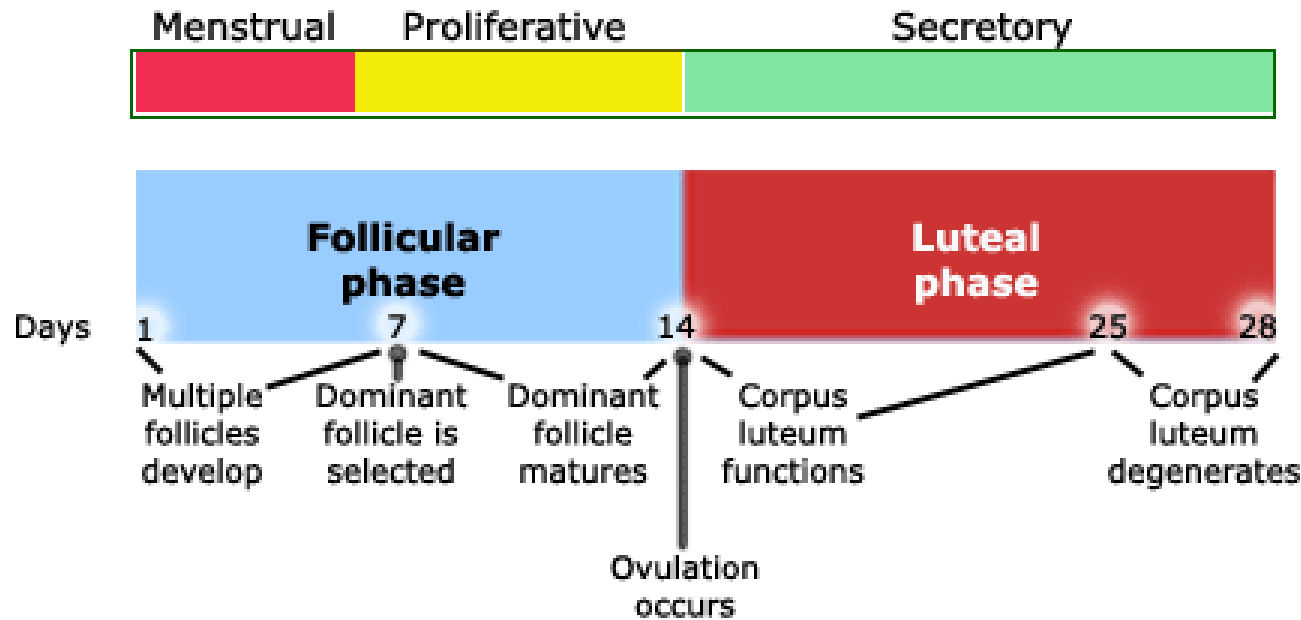 Menstrual Proliferative Secretory
Follicular
phase
Luteal
phase
Days 1 7 14 25 28
Multiple
follicles
develop
Dominant
follicle is
selected
Dominant
follicle
matures
Corpus
luteum
functions
Corpus
luteum
degenerates
Ovulation
occurs